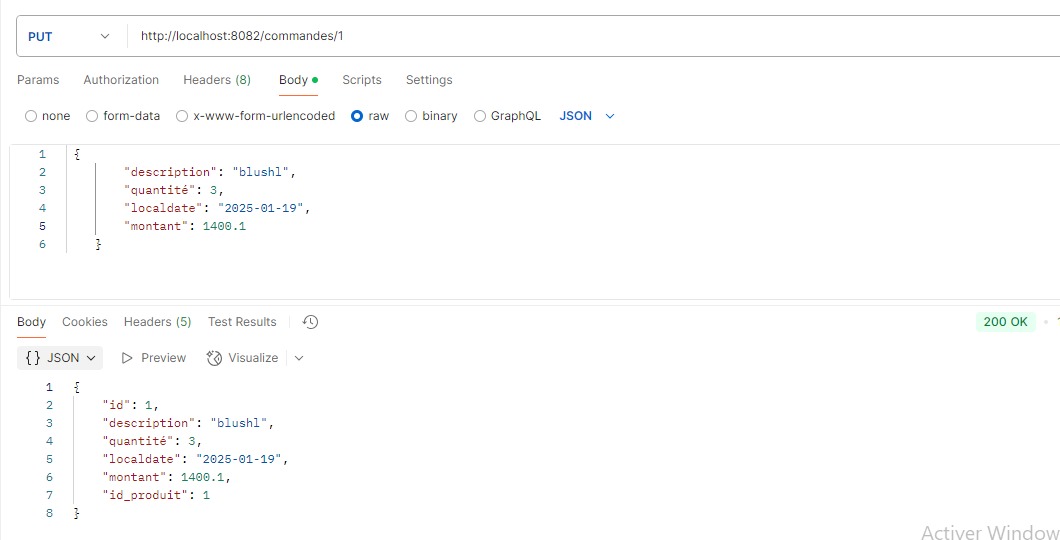 PUT http://localhost:8082/commandes/1
Params Authorization Headers (8) Body Scripts Settings
none form-data x-www-form-urlencoded raw binary GraphQL JSON
1 {
2 "description": "blushl",
3 "quantité": 3,
4 "localdate": "2025-01-19",
5 "montant": 1400.1
6 }
Body Cookies Headers (5) Test Results 200 OK
{} JSON Preview Visualize
1 {
2 "id": 1,
3 "description": "blushl",
4 "quantité": 3,
5 "localdate": "2025-01-19",
6 "montant": 1400.1,
7 "id_produit": 1
8 }
Activer Window